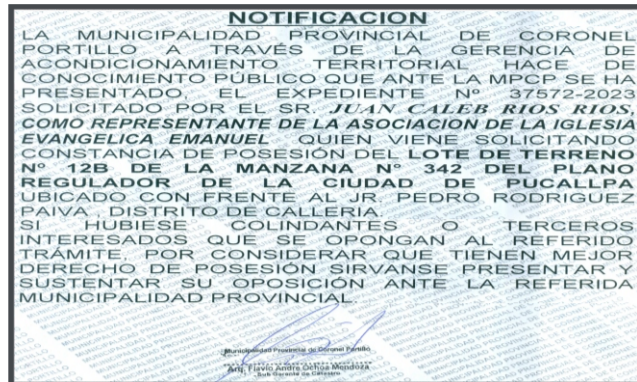 NOTIFICACION
LA MUNICIPALIDAD PROVINCIAL DE CORONEL
PORTILLO A TRAVÉS DE LA GERENCIA DE
ACONDICIONAMIENTO TERRITORIAL HACE DE
CONOCIMIENTO PÚBLICO QUE ANTE LA MPCP SE HA
PRESENTADO, EL EXPEDIENTE Nº 37572-2023
SOLICITADO POR EL SR. JUAN CALEB RIOS RIOS,
COMO REPRESENTANTE DE LA ASOCIACION DE LA IGLESIA
EVANGELICA EMANUEL QUIEN VIENE SOLICITANDO
CONSTANCIA DE POSESIÓN DEL LOTE DE TERRENO
Nº 12B DE LA MANZANA Nº 342 DEL PLANO
REGULADOR DE LA CIUDAD DE PUCALLPA
UBICADO CON FRENTE AL JR. PEDRO RODRIGUEZ
PAIVA , DISTRITO DE CALLERIA.
SI HUBIESE COLINDANTES O TERCEROS
INTERESADOS QUE SE OPONGAN AL REFERIDO
TRÁMITE, POR CONSIDERAR QUE TIENEN MEJOR
DERECHO DE POSESIÓN SIRVANSE PRESENTAR Y
SUSTENTAR SU OPOSICIÓN ANTE LA REFERIDA
MUNICIPALIDAD PROVINCIAL.
Municipalidad Provincial de Coronel Portillo
Arq. Flavio Andre Ochoa Mendoza
Sub Gerente de Catastro